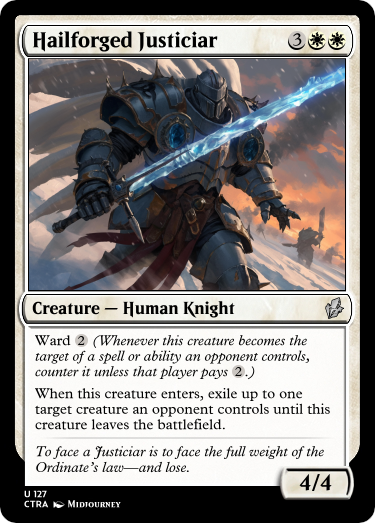 Hailforged Justiciar 3
Creature — Human Knight
Ward 2 (Whenever this creature becomes the
target of a spell or ability an opponent controls,
counter it unless that player pays 2.)
When this creature enters, exile up to one
target creature an opponent controls until this
creature leaves the battlefield.
To face a Justiciar is to face the full weight of the
Ordinate's law—and lose.
4/4
U 127
CTRA Midjourney